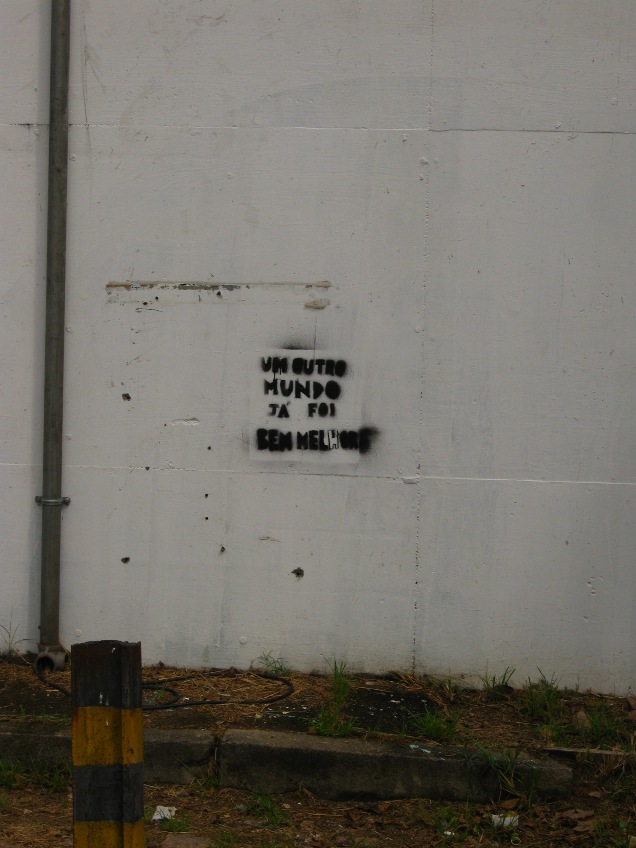 UM OUTRO
MUNDO
JÁ FOI
BEM MELHOR